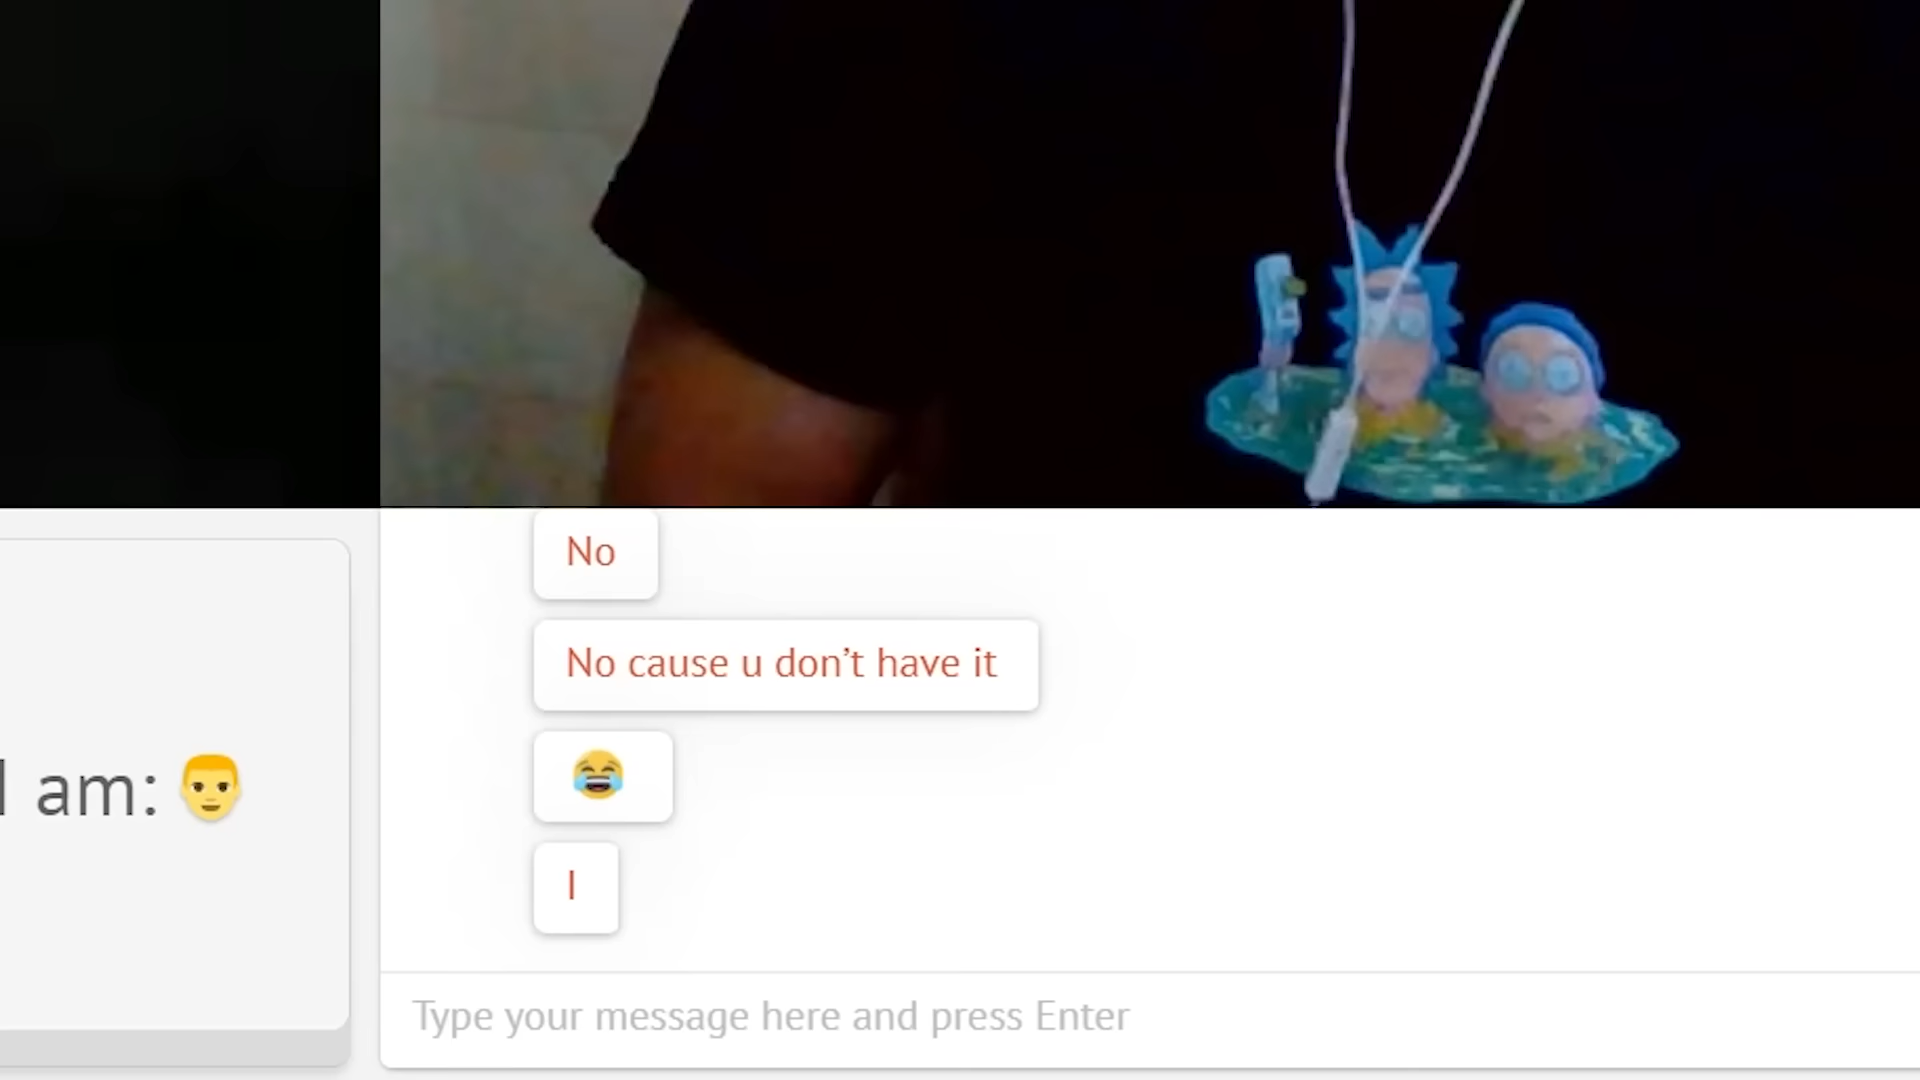 No
No cause u don’t have it
😂
I
I am: 👨
Type your message here and press Enter